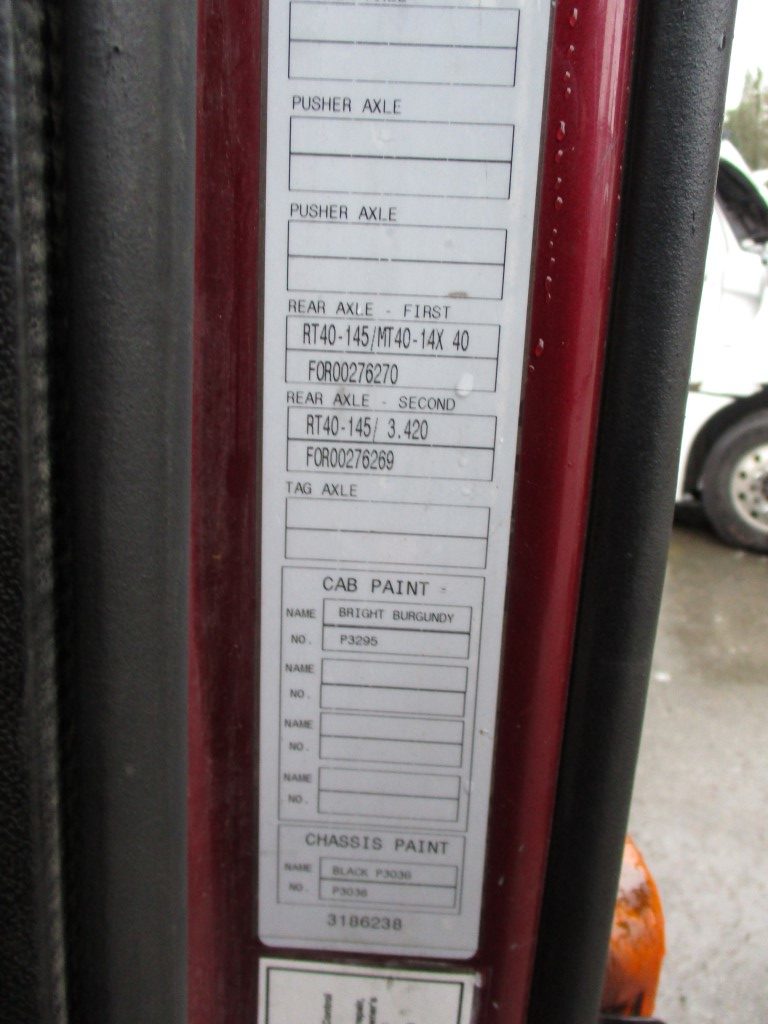 PUSHER AXLE
PUSHER AXLE
REAR AXLE - FIRST
RT40-145/MT40-14X 40
FOR00276270
REAR AXLE - SECOND
RT40-145/ 3.420
FOR00276269
TAG AXLE
CAB PAINT -
NAME BRIGHT BURGUNDY
NO. P3295
NAME
NO.
NAME
NO.
NAME
NO.
CHASSIS PAINT
NAME BLACK P3036
NO. P3036
3186238
Control